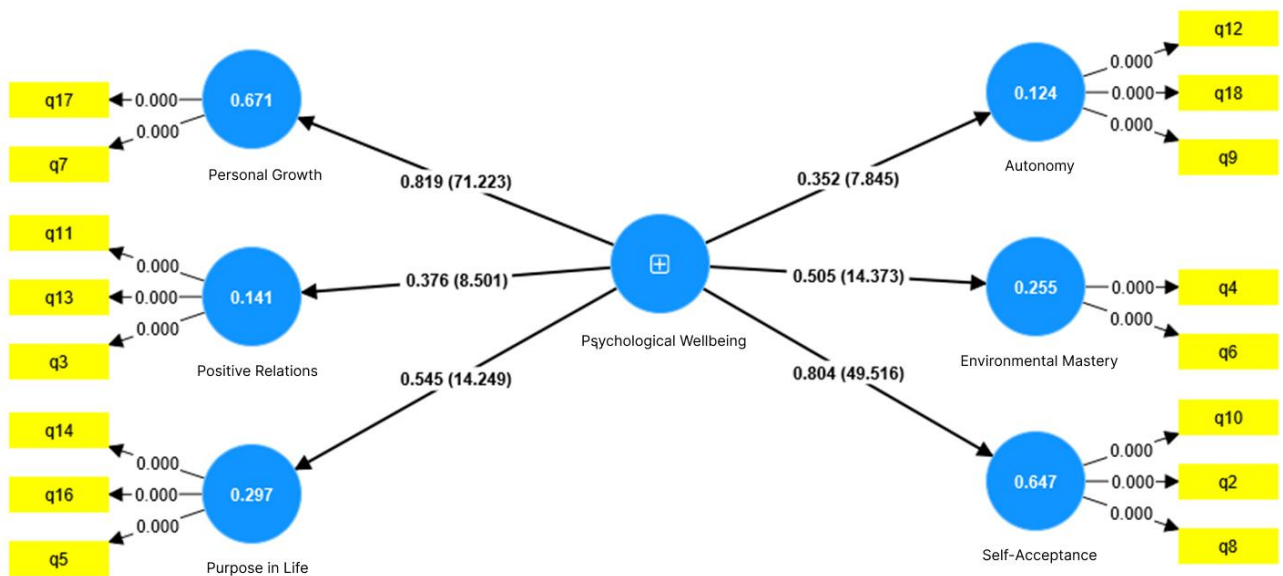 q17
q7
0.000
0.000
0.671
Personal Growth
q11
q13
q3
0.000
0.000
0.000
0.141
Positive Relations
q14
q16
q5
0.000
0.000
0.000
0.297
Purpose in Life
0.819 (71.223)
0.376 (8.501)
0.545 (14.249)
Psychological Wellbeing
0.352 (7.845)
0.505 (14.373)
0.804 (49.516)
0.124
Autonomy
0.000
0.000
0.000
q12
q18
q9
0.255
Environmental Mastery
0.000
0.000
q4
q6
0.647
Self-Acceptance
0.000
0.000
0.000
q10
q2
q8